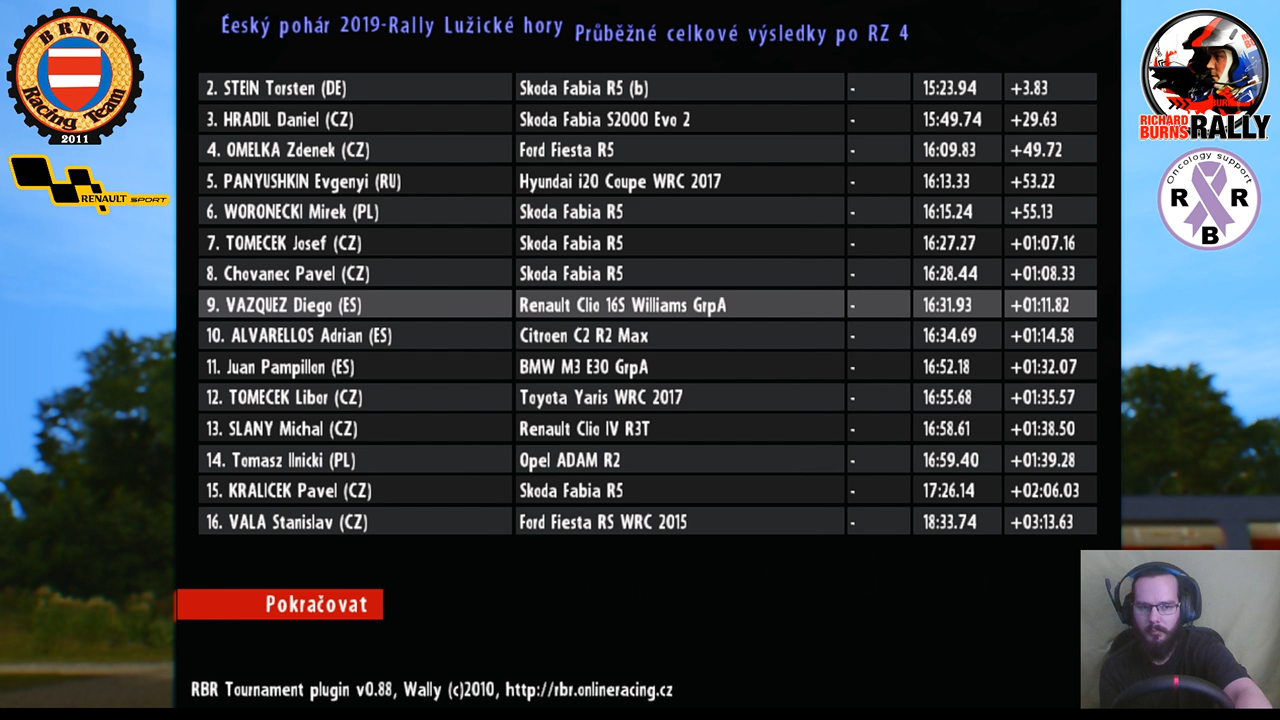 Éeský pohár 2019-Rally Lužické hory Průběžné celkové výsledky po RZ 4
2. STEIN Torsten (DE) Skoda Fabia R5 (b) - 15:23.94 +3.83
3. HRADIL Daniel (CZ) Skoda Fabia S2000 Evo 2 - 15:49.74 +29.63
4. OMELKA Zdenek (CZ) Ford Fiesta R5 - 16:09.83 +49.72
5. PANYUSHKIN Evgenyi (RU) Hyundai i20 Coupe WRC 2017 - 16:13.33 +53.22
6. WORONECKI Mirek (PL) Skoda Fabia R5 - 16:15.24 +55.13
7. TOMECEK Josef (CZ) Skoda Fabia R5 - 16:27.27 +01:07.16
8. Chovanec Pavel (CZ) Skoda Fabia R5 - 16:28.44 +01:08.33
9. VAZQUEZ Diego (ES) Renault Clio 16S Williams GrpA - 16:31.93 +01:11.82
10. ALVARELLOS Adrian (ES) Citroen C2 R2 Max - 16:34.69 +01:14.58
11. Juan Pampillon (ES) BMW M3 E30 GrpA - 16:52.18 +01:32.07
12. TOMECEK Libor (CZ) Toyota Yaris WRC 2017 - 16:55.68 +01:35.57
13. SLANY Michal (CZ) Renault Clio IV R3T - 16:58.61 +01:38.50
14. Tomasz Ilnicki (PL) Opel ADAM R2 - 16:59.40 +01:39.28
15. KRALICEK Pavel (CZ) Skoda Fabia R5 - 17:26.14 +02:06.03
16. VALA Stanislav (CZ) Ford Fiesta RS WRC 2015 - 18:33.74 +03:13.63
Pokračovat
RBR Tournament plugin v0.88, Wally (c)2010, http://rbr.onlineracing.cz
BRNO
Racing Team
2011
RENAULT SPORT
RICHARD
BURNS RALLY
Oncology support
R R
B